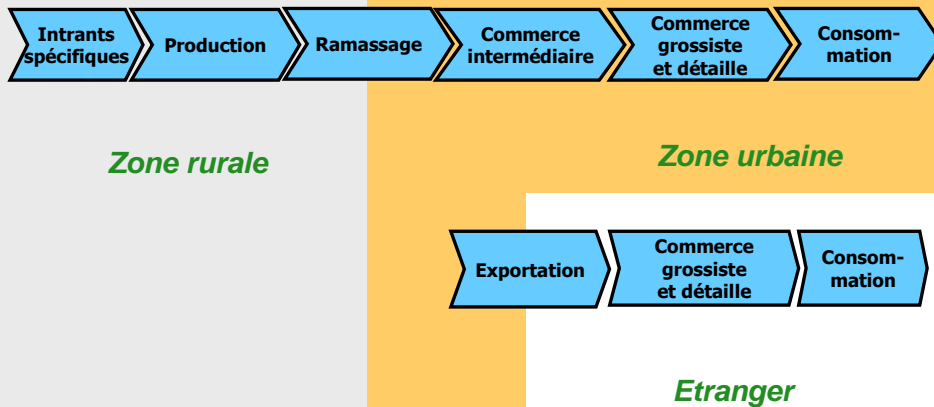 Intrants
spécifiques
Production
Ramassage
Commerce
intermédiaire
Commerce
grossiste
et détaille
Consom-
mation
Zone rurale
Zone urbaine
Exportation
Commerce
grossiste
et détaille
Consom-
mation
Etranger